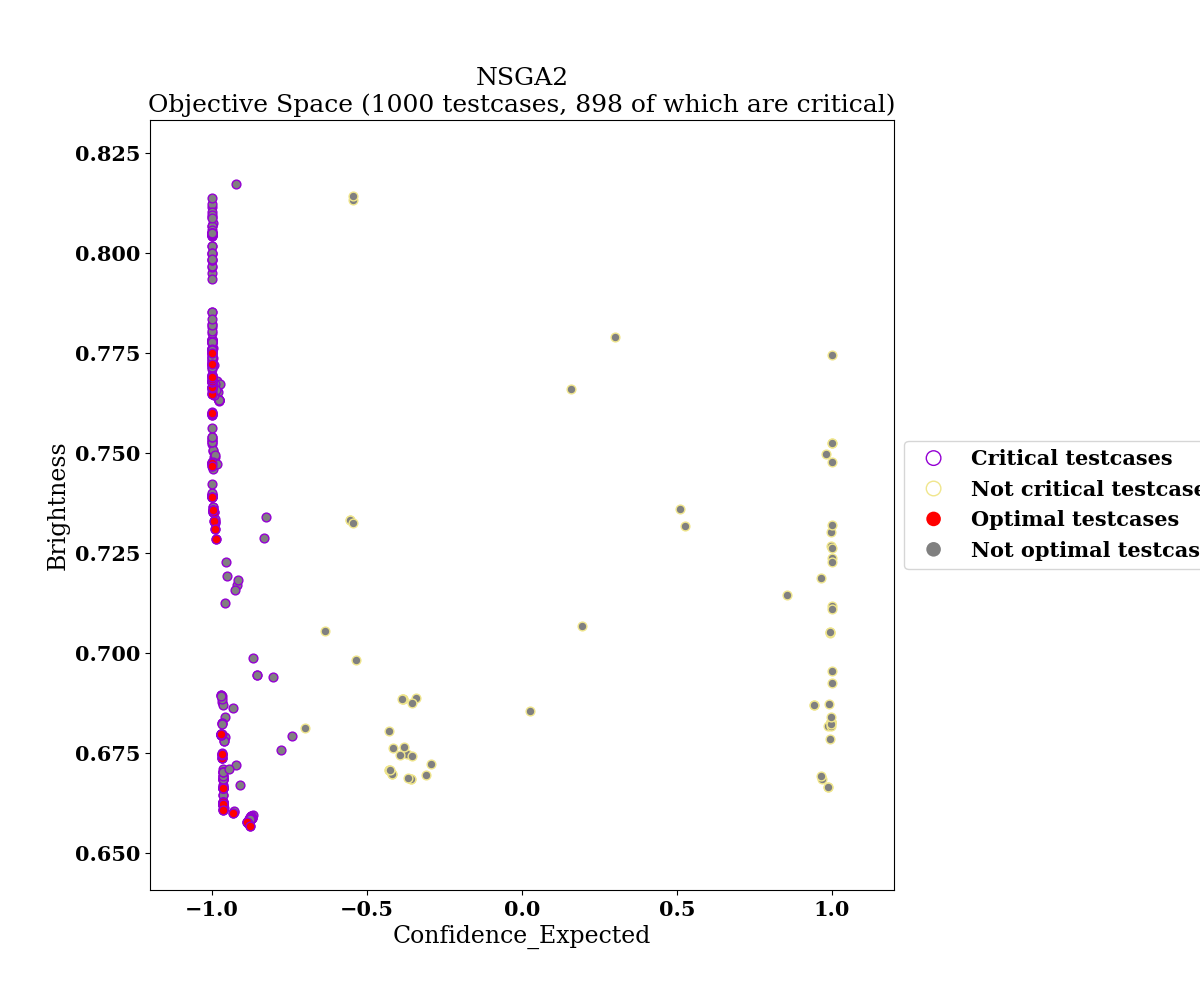 NSGA2
Objective Space (1000 testcases, 898 of which are critical)
0.825
0.800
0.775
0.750
0.725
0.700
0.675
0.650
Brightness
−1.0
−0.5
0.0
0.5
1.0
Confidence_Expected
Critical testcases
Not critical testcase
Optimal testcases
Not optimal testcas